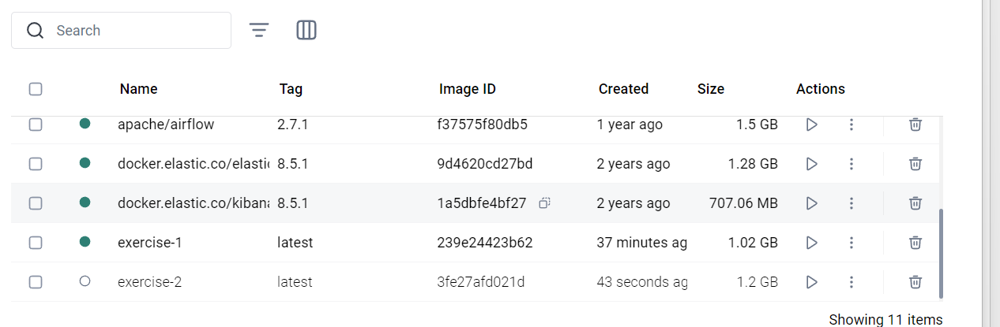 Search
Name Tag Image ID Created Size Actions
apache/airflow 2.7.1 f37575f80db5 1 year ago 1.5 GB
docker.elastic.co/elastic 8.5.1 9d4620cd27bd 2 years ago 1.28 GB
docker.elastic.co/kibana 8.5.1 1a5dbfe4bf27 2 years ago 707.06 MB
exercise-1 latest 239e24423b62 37 minutes ag 1.02 GB
exercise-2 latest 3fe27afd021d 43 seconds ag 1.2 GB
Showing 11 items